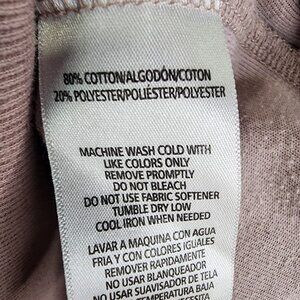 80% COTTON/ALGODÓN/COTON
20% POLYESTER/POLIÉSTER/POLYESTER
MACHINE WASH COLD WITH
LIKE COLORS ONLY
REMOVE PROMPTLY
DO NOT BLEACH
DO NOT USE FABRIC SOFTENER
TUMBLE DRY LOW
COOL IRON WHEN NEEDED
LAVAR A MAQUINA CON AGUA
FRIA Y CON COLORES IGUALES
REMOVER RAPIDAMENTE
NO USAR BLANQUEADOR
NO USAR SUAVISADOR DE TELA
TEMPERATURA BAJA